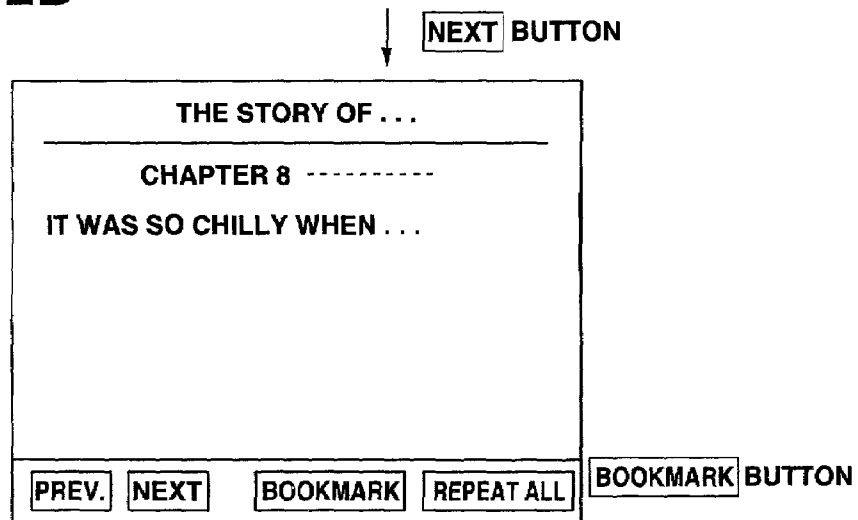 NEXT BUTTON
THE STORY OF . . .
CHAPTER 8 ----------
IT WAS SO CHILLY WHEN . . .
PREV. NEXT BOOKMARK REPEAT ALL
BOOKMARK BUTTON